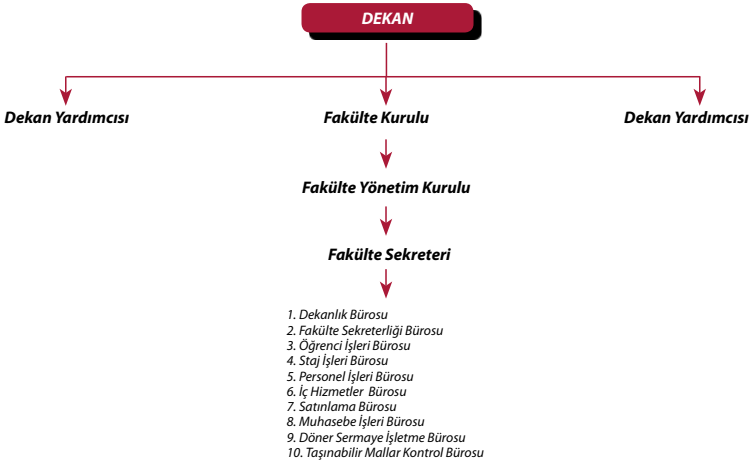 DEKAN
Dekan Yardımcısı
Fakülte Kurulu
Dekan Yardımcısı
Fakülte Yönetim Kurulu
Fakülte Sekreteri
1. Dekanlık Bürosu
2. Fakülte Sekreterliği Bürosu
3. Öğrenci İşleri Bürosu
4. Staj İşleri Bürosu
5. Personel İşleri Bürosu
6. İç Hizmetler Bürosu
7. Satınlama Bürosu
8. Muhasebe İşleri Bürosu
9. Döner Sermaye İşletme Bürosu
10. Taşınabilir Mallar Kontrol Bürosu